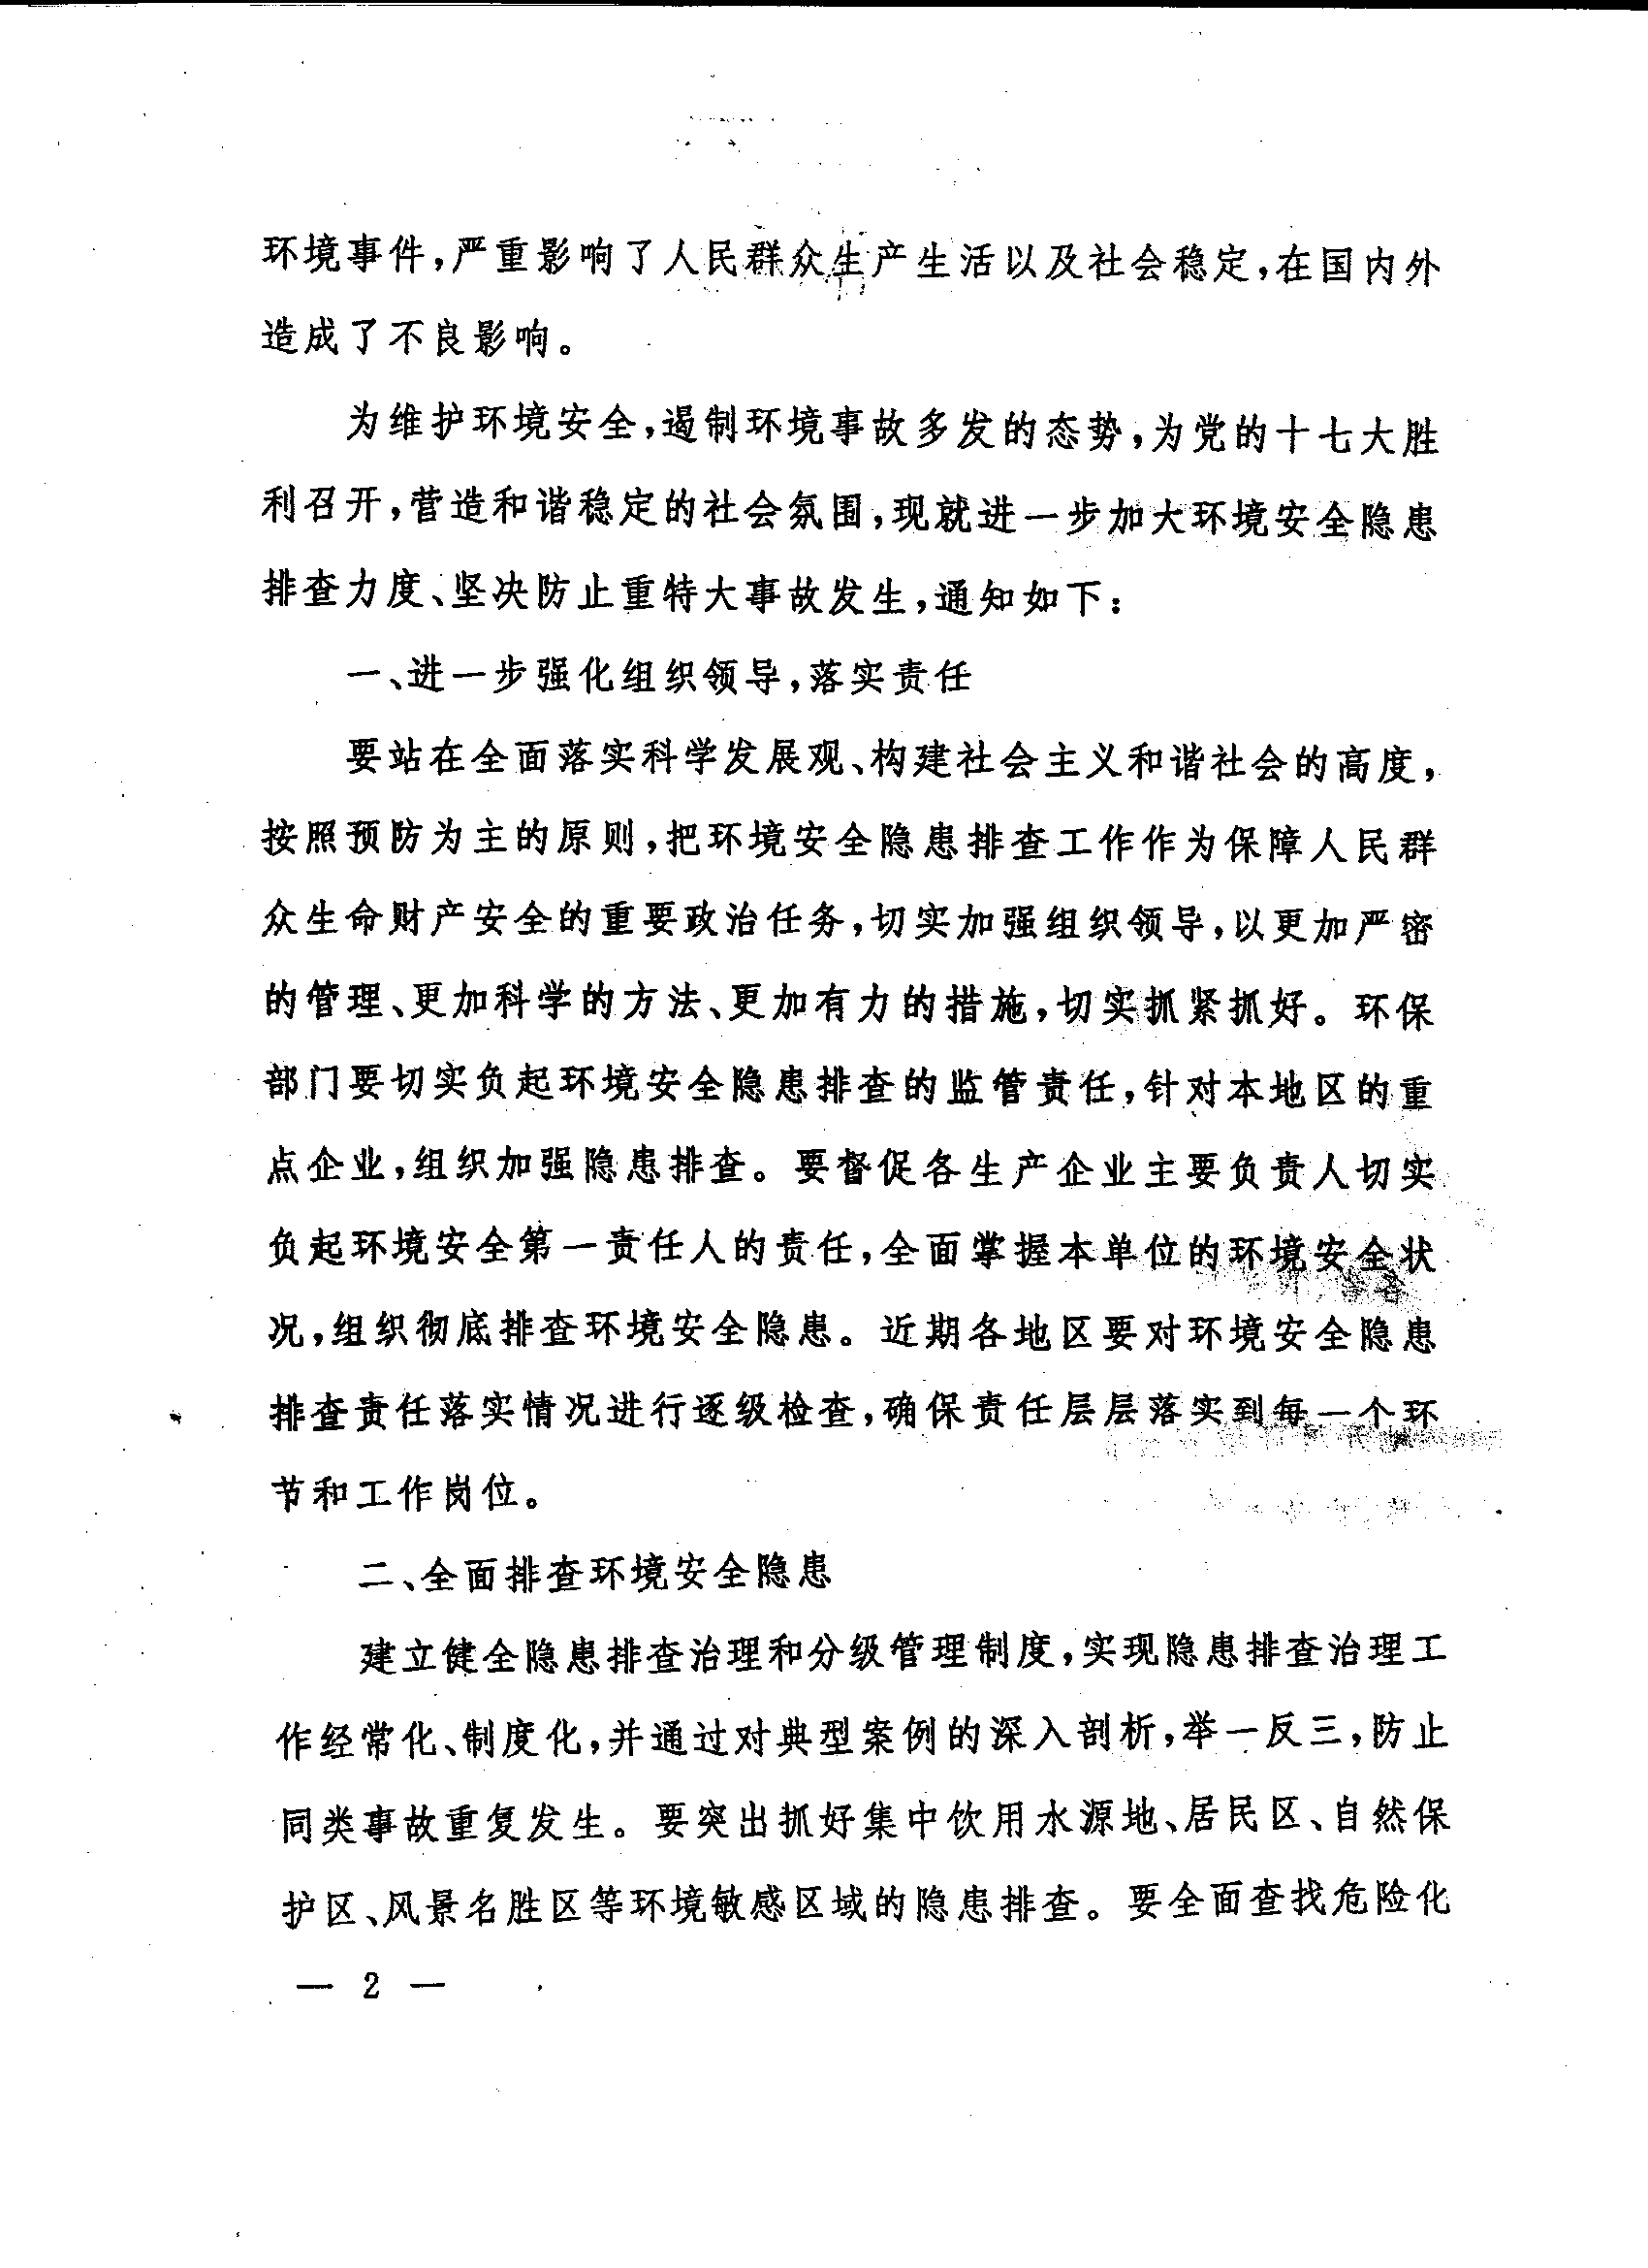 环境事件,严重影响了人民群众生产生活以及社会稳定,在国内外
造成了不良影响。
为维护环境安全,遏制环境事故多发的态势,为党的十七大胜
利召开,营造和谐稳定的社会氛围,现就进一步加大环境安全隐患
排查力度、坚决防止重特大事故发生,通知如下:
一、进一步强化组织领导,落实责任
要站在全面落实科学发展观、构建社会主义和谐社会的高度,
按照预防为主的原则,把环境安全隐患排查工作作为保障人民群
众生命财产安全的重要政治任务,切实加强组织领导,以更加严密
的管理、更加科学的方法、更加有力的措施,切实抓紧抓好。环保
部门要切实负起环境安全隐患排查的监管责任,针对本地区的重
点企业,组织加强隐患排查。要督促各生产企业主要负责人切实
负起环境安全第一责任人的责任,全面掌握本单位的环境安全状
况,组织彻底排查环境安全隐患。近期各地区要对环境安全隐患
排查责任落实情况进行逐级检查,确保责任层层落实到每一个环
节和工作岗位。
二、全面排查环境安全隐患
建立健全隐患排查治理和分级管理制度,实现隐患排查治理工
作经常化、制度化,并通过对典型案例的深入剖析,举一反三,防止
同类事故重复发生。要突出抓好集中饮用水源地、居民区、自然保
护区、风景名胜区等环境敏感区域的隐患排查。要全面查找危险化
— 2 —